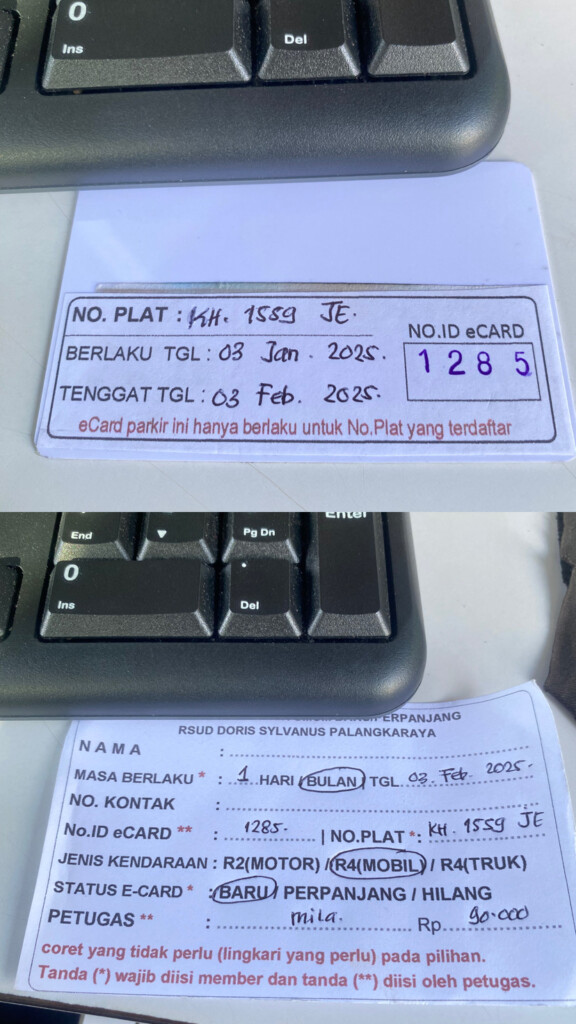 0
Ins
Del
NO. PLAT : KH. 1559 JE.
BERLAKU TGL : 03 Jan. 2025.
TENGGAT TGL : 03 Feb. 2025.
NO.ID eCARD
1285
eCard parkir ini hanya berlaku untuk No.Plat yang terdaftar
Enter
End
▼
Pg Dn
0
Ins
.
Del
ERPANJANG
RSUD DORIS SYLVANUS PALANGKARAYA
NAMA :
MASA BERLAKU * : 1 HARI / BULAN / TGL. 03. Feb. 2025.
NO. KONTAK :
No.ID eCARD ** : 1285. | NO.PLAT *: KH. 1559 JE
JENIS KENDARAAN : R2(MOTOR) / R4(MOBIL) / R4(TRUK)
STATUS E-CARD * : BARU / PERPANJANG / HILANG
PETUGAS ** : mila. Rp. 90.000
coret yang tidak perlu (lingkari yang perlu) pada pilihan.
Tanda (*) wajib diisi member dan tanda (**) diisi oleh petugas.